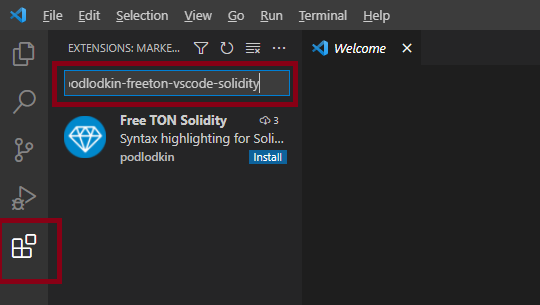 File Edit Selection View Go Run Terminal Help
EXTENSIONS: MARKE...
Welcome
podlodkin-freeton-vscode-solidity
Free TON Solidity 3
Syntax highlighting for Soli...
podlodkin Install